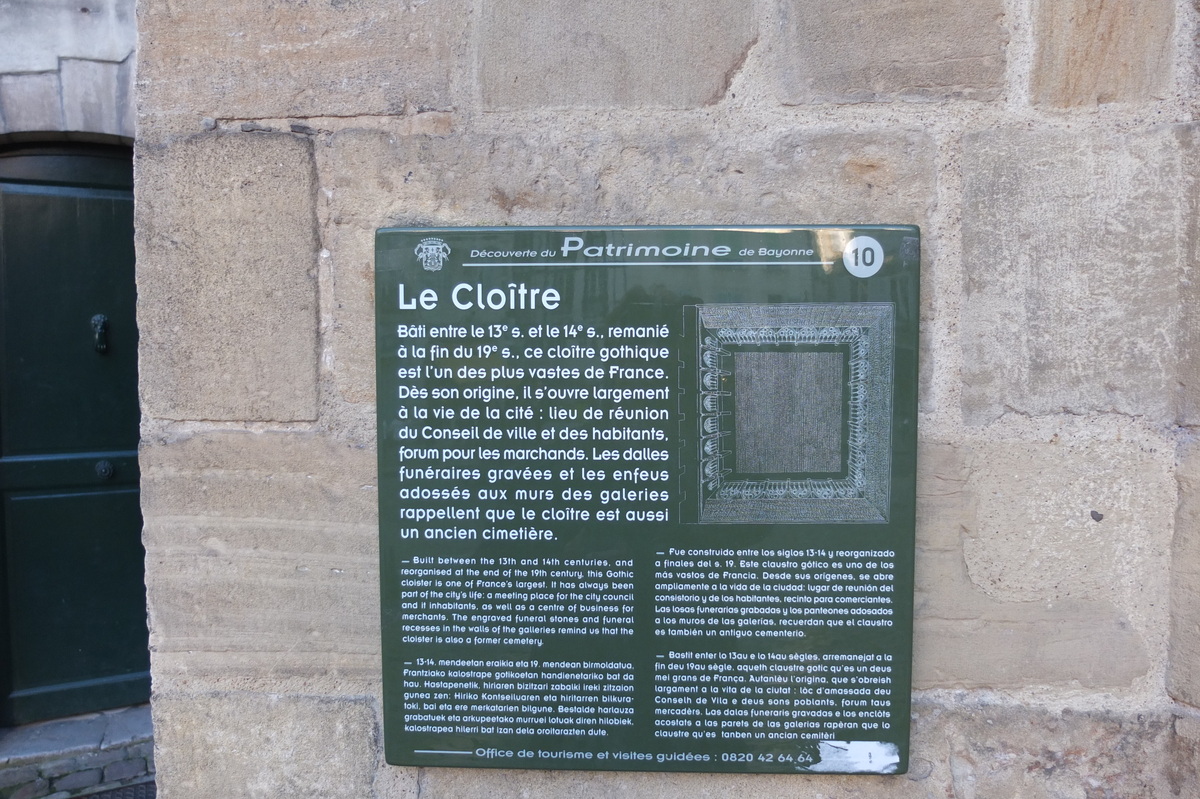 Découverte du Patrimoine de Bayonne
10
Le Cloître
Bâti entre le 13e s. et le 14e s., remanié
à la fin du 19e s., ce cloître gothique
est l'un des plus vastes de France.
Dès son origine, il s'ouvre largement
à la vie de la cité : lieu de réunion
du Conseil de ville et des habitants,
forum pour les marchands. Les dalles
funéraires gravées et les enfeus
adossés aux murs des galeries
rappellent que le cloître est aussi
un ancien cimetière.
— Built between the 13th and 14th centuries, and
reorganised at the end of the 19th century, this Gothic
cloister is one of France's largest. It has always been
part of the city's life: a meeting place for the city council
and it inhabitants, as well as a centre of business for
merchants. The engraved funeral stones and funeral
recesses in the walls of the galleries remind us that the
cloister is also a former cemetery.
— 13-14. mendeetan eraikia eta 19. mendean birmoldatua,
Frantziako kalostrape gotikoetan handienetariko bat da
hau. Hastapenetik, hiriaren bizitzari zabalki ireki zitzaion
gunea zen: Hiriko Kontseiluaren eta hiritarren bilkura-
toki, bai eta ere merkatarien bilgune. Bestalde harlauza
grabatuek eta arkupeetako murruei lotuak diren hilobiek,
kalostrapea hilerri bat izan dela oroitarazten dute.
— Fue construido entre los siglos 13-14 y reorganizado
a finales del s. 19. Este claustro gótico es uno de los
más vastos de Francia. Desde sus orígenes, se abre
ampliamente a la vida de la ciudad: lugar de reunión del
consistorio y de los habitantes, recinto para comerciantes.
Las losas funerarias grabadas y los panteones adosados
a los muros de las galerías, recuerdan que el claustro
es también un antiguo cementerio.
— Bastit enter lo 13au e lo 14au sègles, arremanejat a la
fin deu 19au sègle, aqueth claustre gotic qu'es un deus
mei grans de França. Autanlèu l'origina, que s'obreish
largament a la vita de la ciutat : lòc d'amassada deu
Conselh de Vila e deus sons poblants, forum taus
mercadèrs. Las dalas funeraris gravadas e los enclòts
acostats a las parets de las galerias rapèran que lo
claustre qu'es tanben un ancian cemitèri
Office de tourisme et visites guidées : 0820 42 64 64